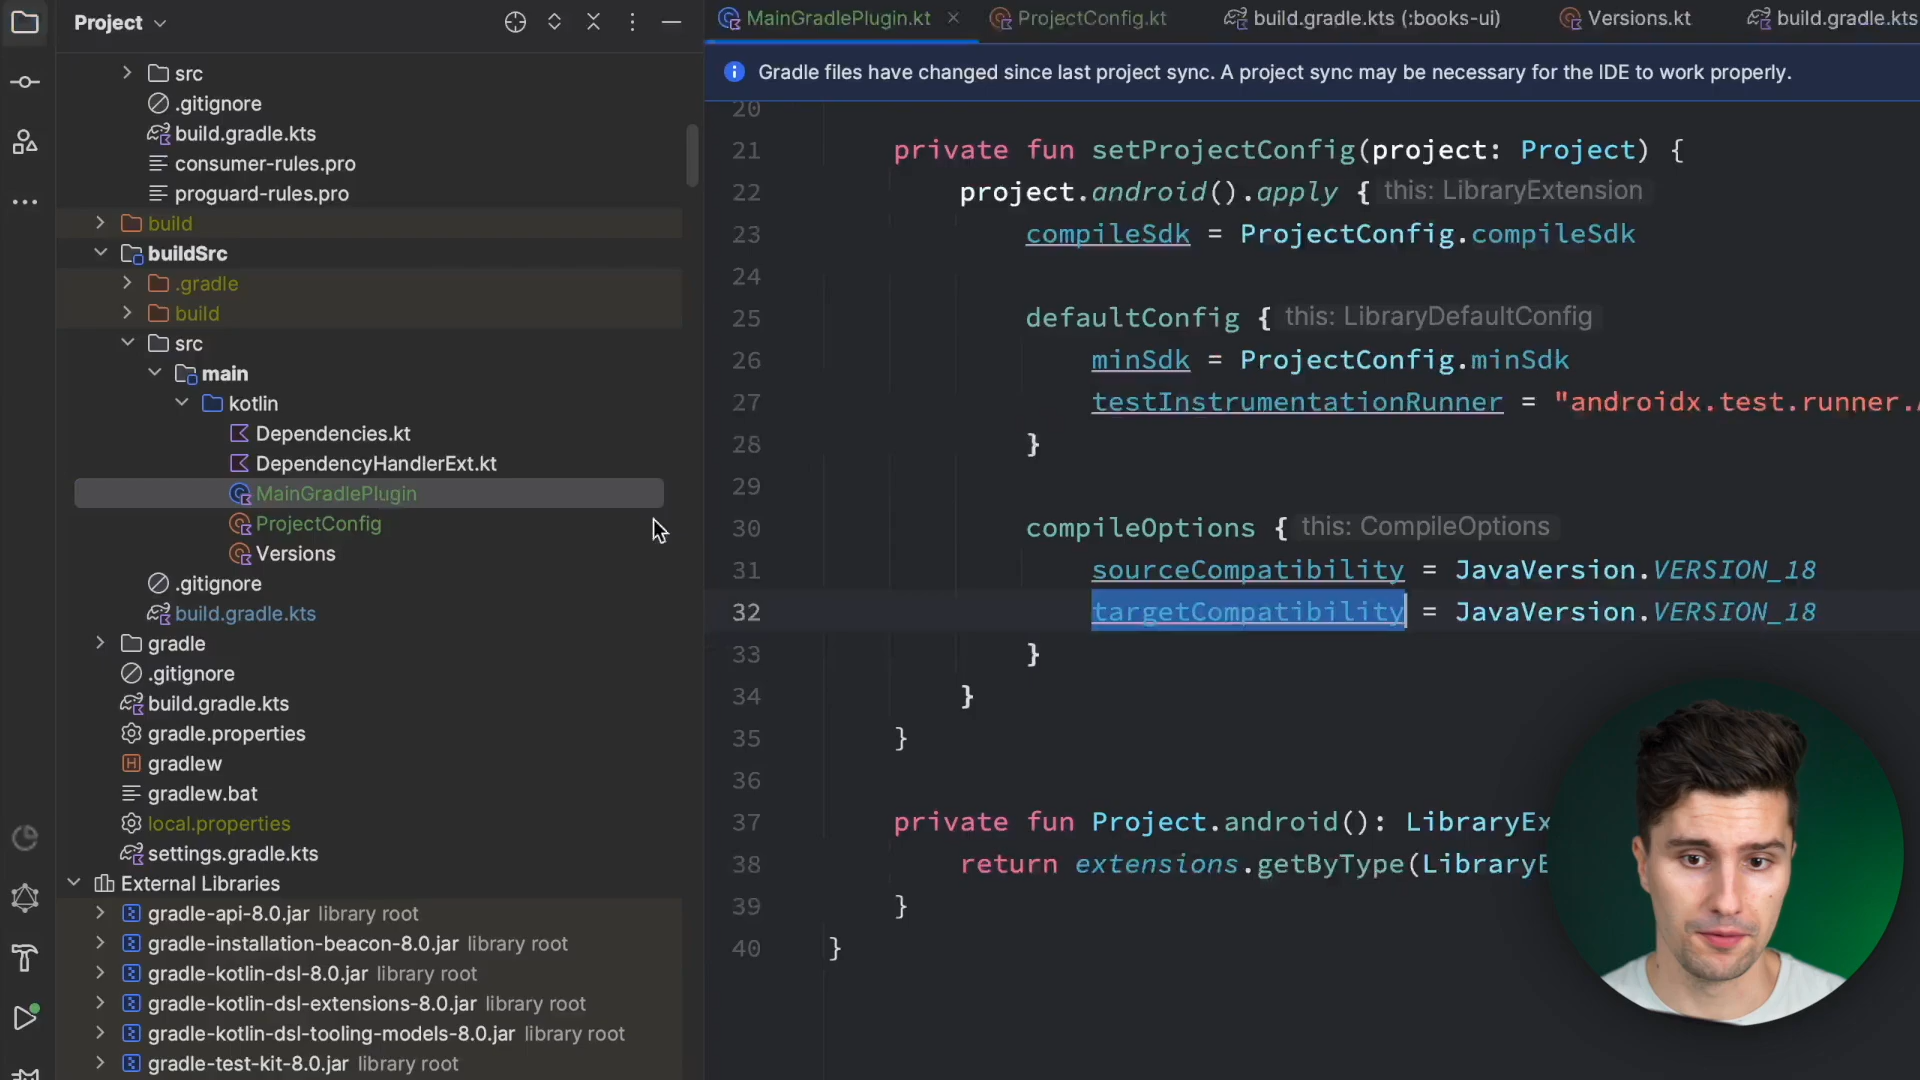 Project
src
.gitignore
build.gradle.kts
consumer-rules.pro
proguard-rules.pro
build
buildSrc
.gradle
build
src
main
kotlin
Dependencies.kt
DependencyHandlerExt.kt
MainGradlePlugin
ProjectConfig
Versions
.gitignore
build.gradle.kts
gradle
.gitignore
build.gradle.kts
gradle.properties
gradlew
gradlew.bat
local.properties
settings.gradle.kts
External Libraries
gradle-api-8.0.jar library root
gradle-installation-beacon-8.0.jar library root
gradle-kotlin-dsl-8.0.jar library root
gradle-kotlin-dsl-extensions-8.0.jar library root
gradle-kotlin-dsl-tooling-models-8.0.jar library root
gradle-test-kit-8.0.jar library root
MainGradlePlugin.kt ProjectConfig.kt build.gradle.kts (:books-ui) Versions.kt build.gradle.kts
Gradle files have changed since last project sync. A project sync may be necessary for the IDE to work properly.
20
21 private fun setProjectConfig(project: Project) {
22 project.android().apply { this: LibraryExtension
23 compileSdk = ProjectConfig.compileSdk
24
25 defaultConfig { this: LibraryDefaultConfig
26 minSdk = ProjectConfig.minSdk
27 testInstrumentationRunner = "androidx.test.runner.
28 }
29
30 compileOptions { this: CompileOptions
31 sourceCompatibility = JavaVersion.VERSION_18
32 targetCompatibility = JavaVersion.VERSION_18
33 }
34 }
35 }
36
37 private fun Project.android(): LibraryEx
38 return extensions.getByType(LibraryE
39 }
40 }